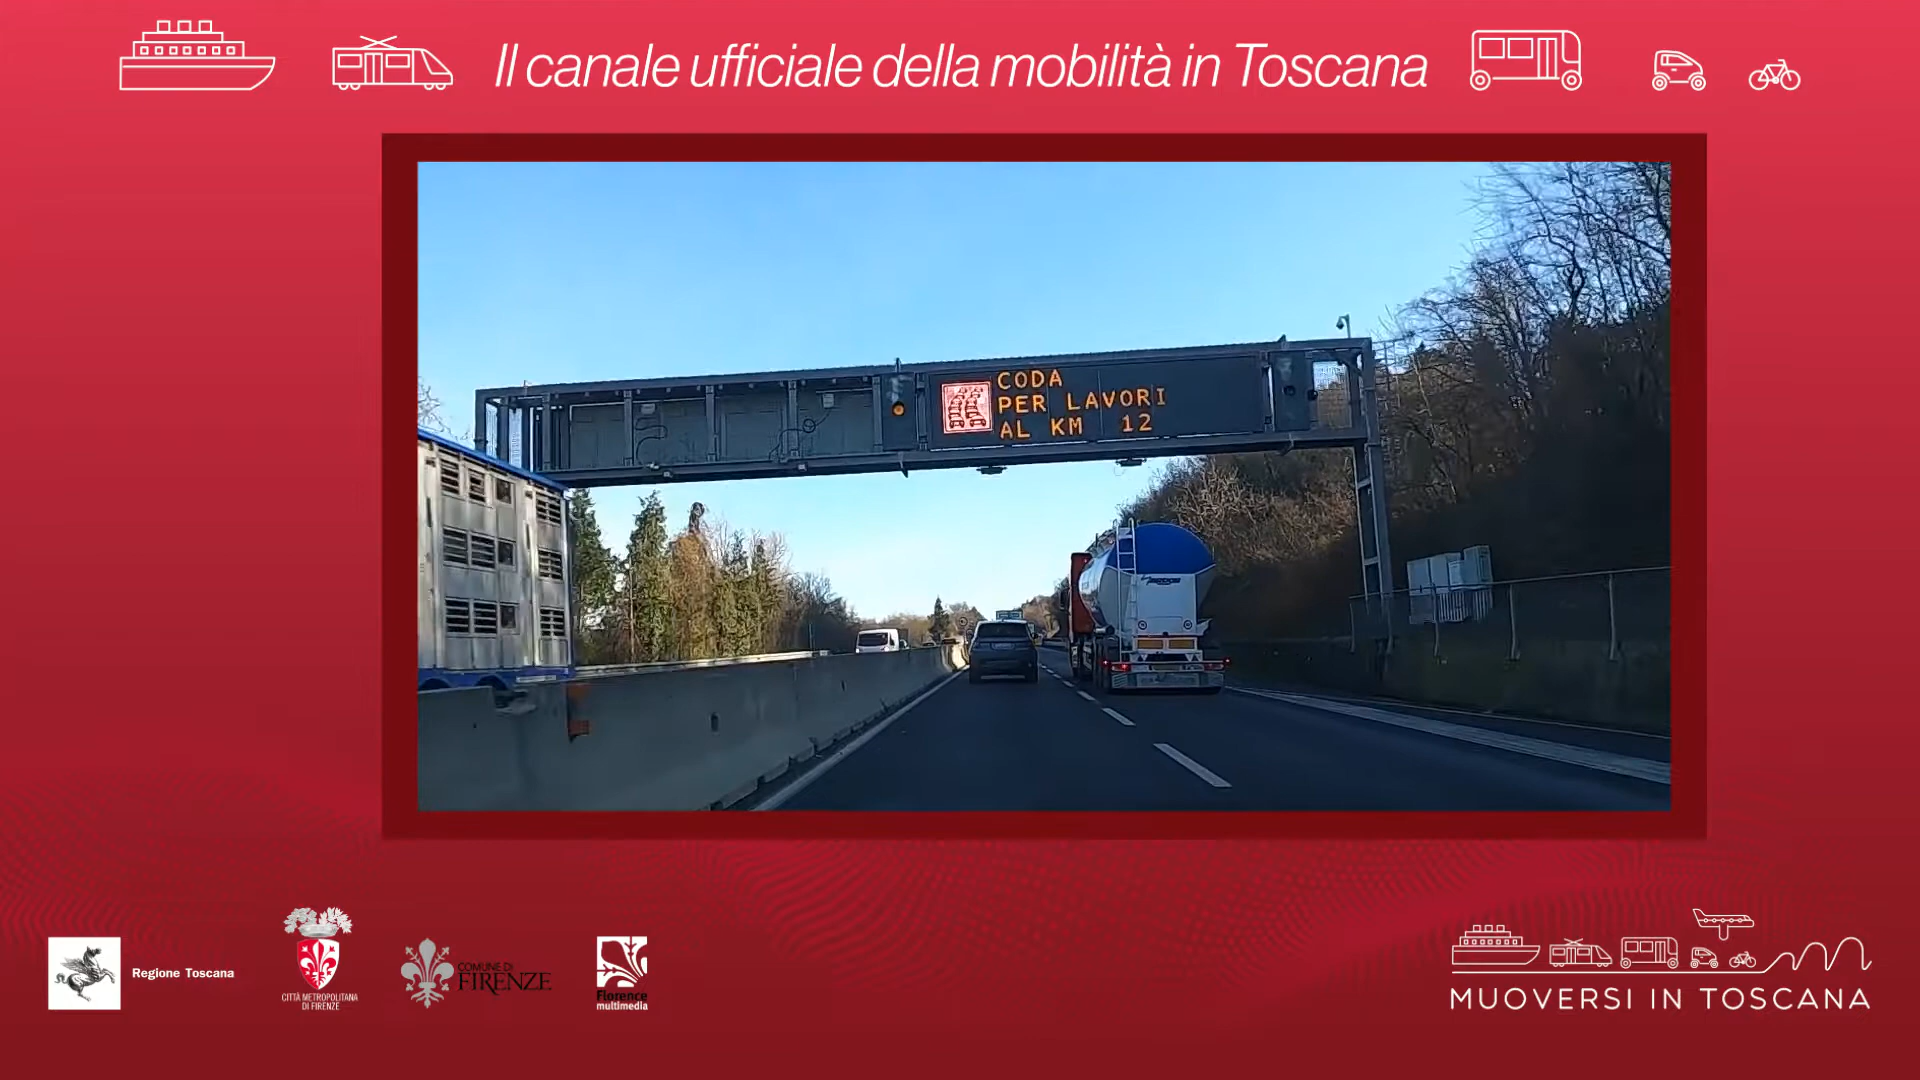 Il canale ufficiale della mobilità in Toscana
CODA
PER LAVORI
AL KM 12
Regione Toscana
CITTÀ METROPOLITANA
DI FIRENZE
COMUNE DI
FIRENZE
Florence
multimedia
MUOVERSI IN TOSCANA